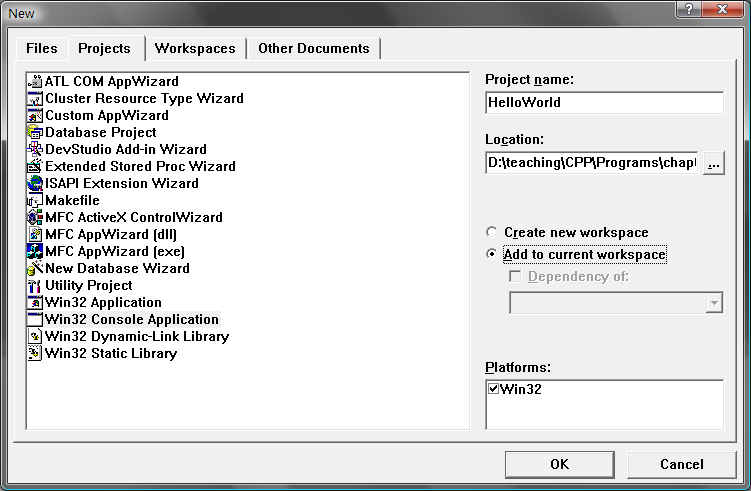 New
Files Projects Workspaces Other Documents
ATL COM AppWizard
Cluster Resource Type Wizard
Custom AppWizard
Database Project
DevStudio Add-in Wizard
Extended Stored Proc Wizard
ISAPI Extension Wizard
Makefile
MFC ActiveX ControlWizard
MFC AppWizard (dll)
MFC AppWizard (exe)
New Database Wizard
Utility Project
Win32 Application
Win32 Console Application
Win32 Dynamic-Link Library
Win32 Static Library
Project name:
HelloWorld
Location:
D:\teaching\CPP\Programs\chapt ...
Create new workspace
Add to current workspace
Dependency of:
Platforms:
Win32
OK Cancel